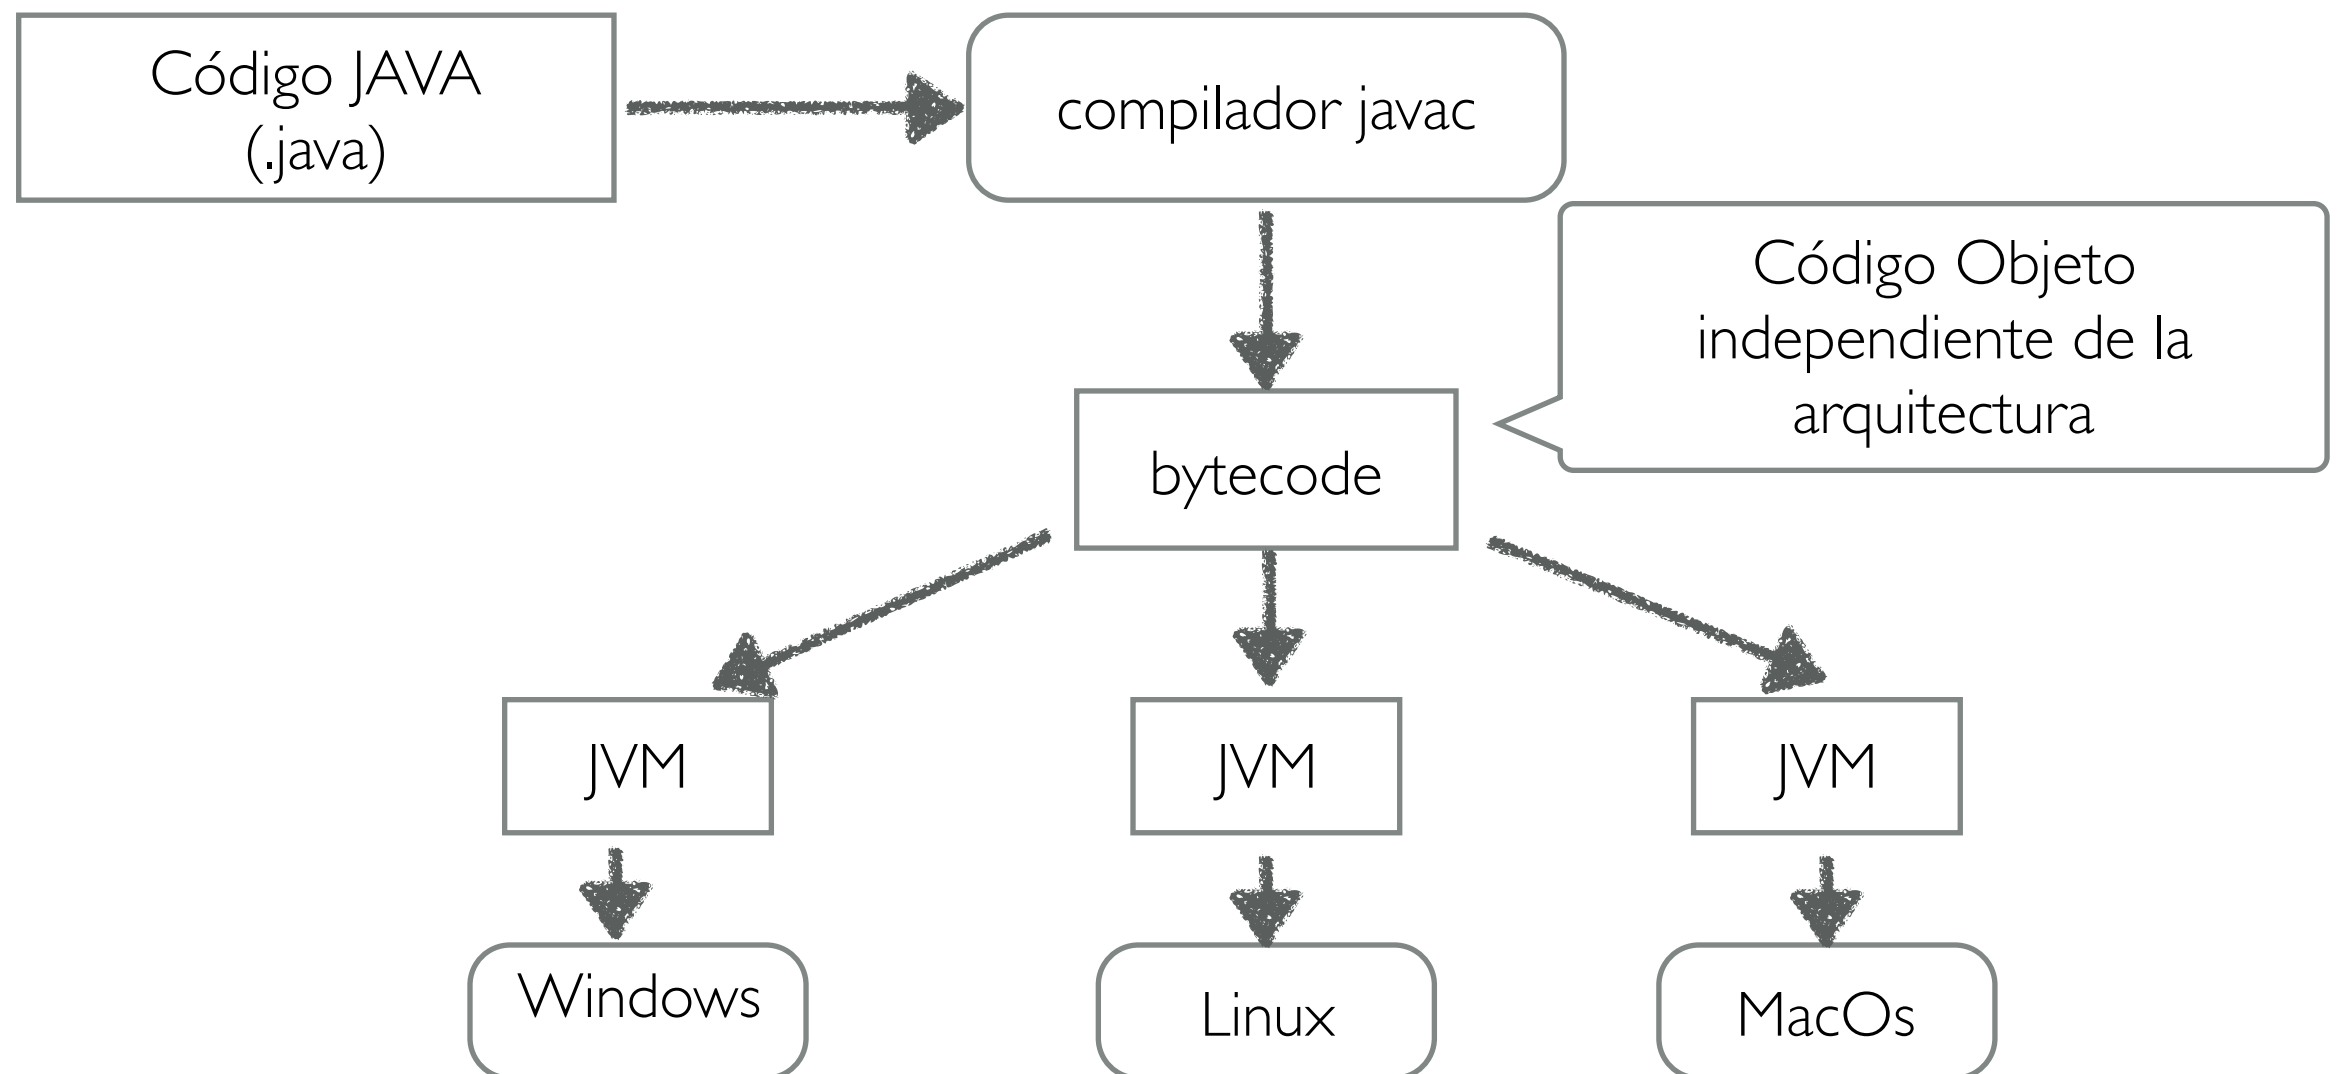 Código JAVA
(.java)
compilador javac
Código Objeto
independiente de la
arquitectura
bytecode
JVM
JVM
JVM
Windows
Linux
MacOs